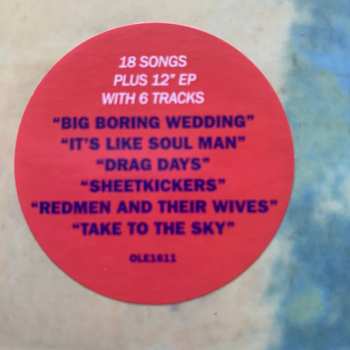 18 SONGS
PLUS 12” EP
WITH 6 TRACKS
“BIG BORING WEDDING”
“IT’S LIKE SOUL MAN”
“DRAG DAYS”
“SHEETKICKERS”
“REDMEN AND THEIR WIVES”
“TAKE TO THE SKY”
OLE1811